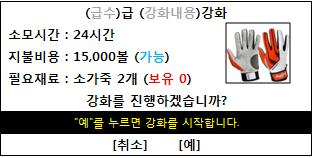 (급수)급 (강화내용)강화
소모시간 : 24시간
지불비용 : 15,000볼 (가능)
필요재료 : 소가죽 2개 (보유 0)
강화를 진행하겠습니까?
"예"를 누르면 강화를 시작합니다.
[취소] [예]